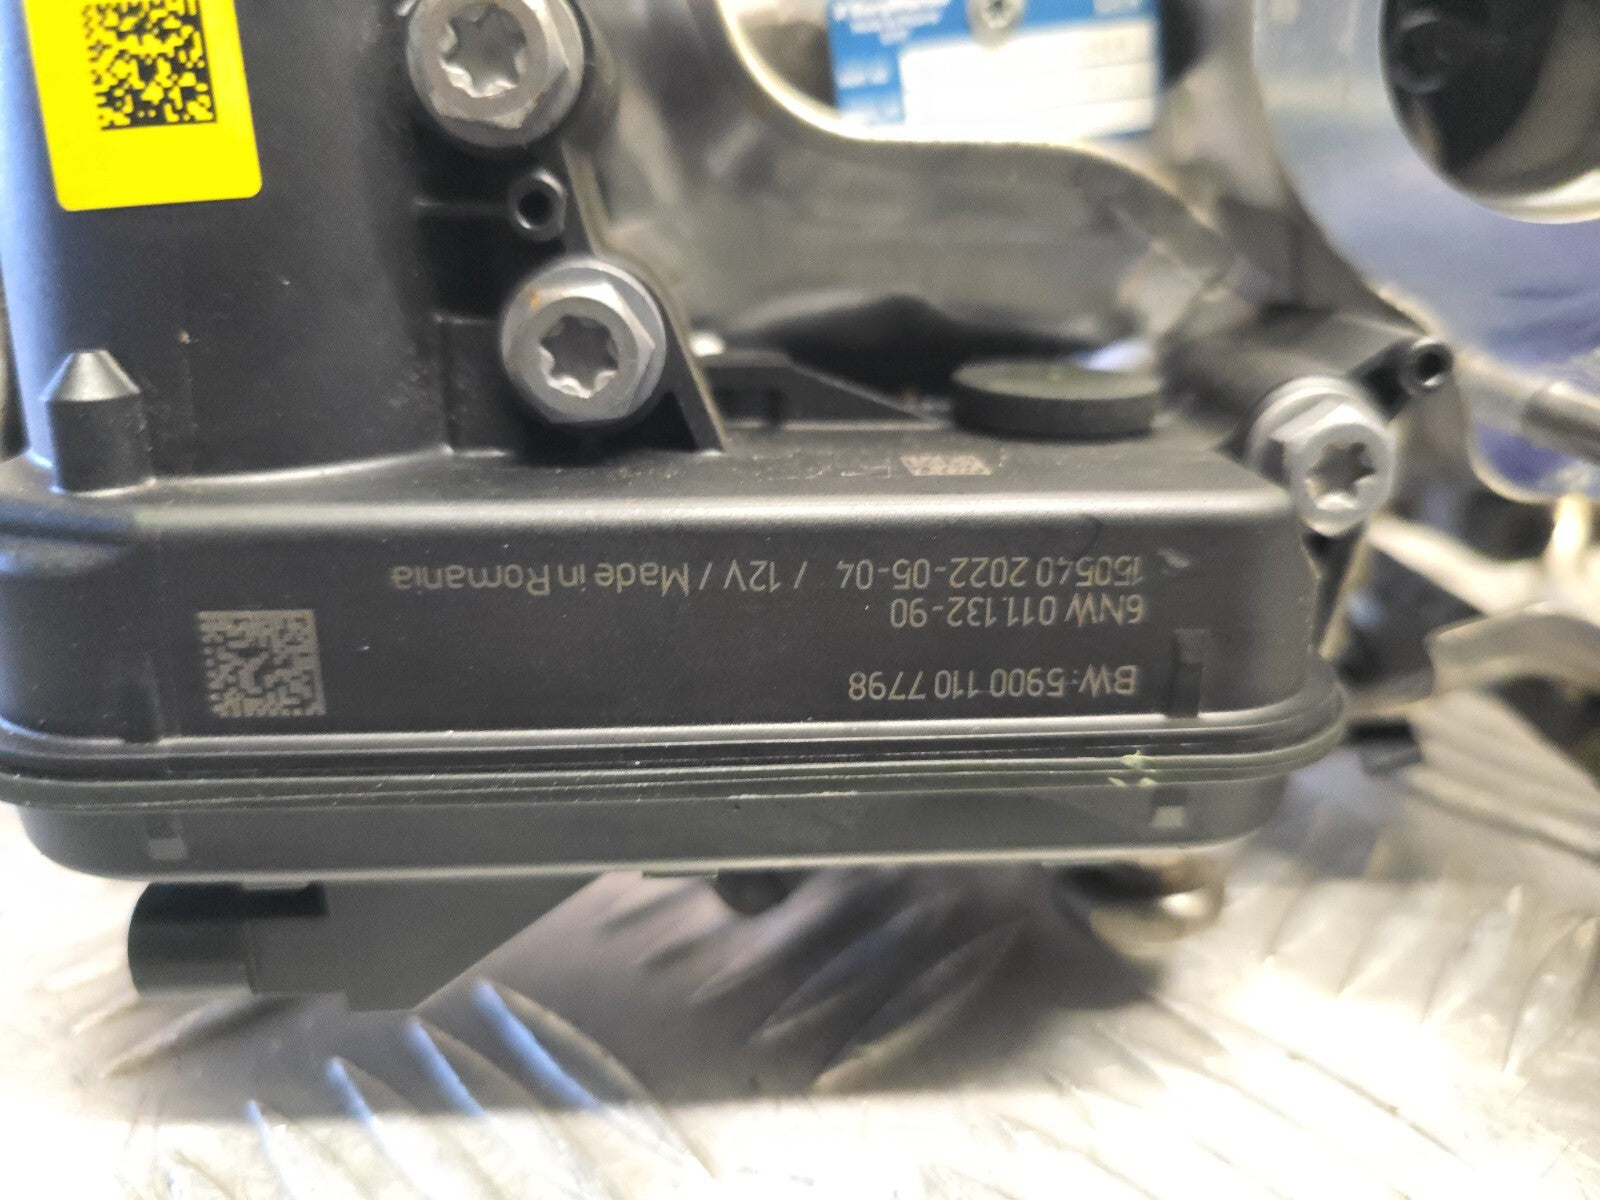 BW: 5900 110 7798
6NW 011.132-90
150540 2022-05-04 / 12V / Made in Romania